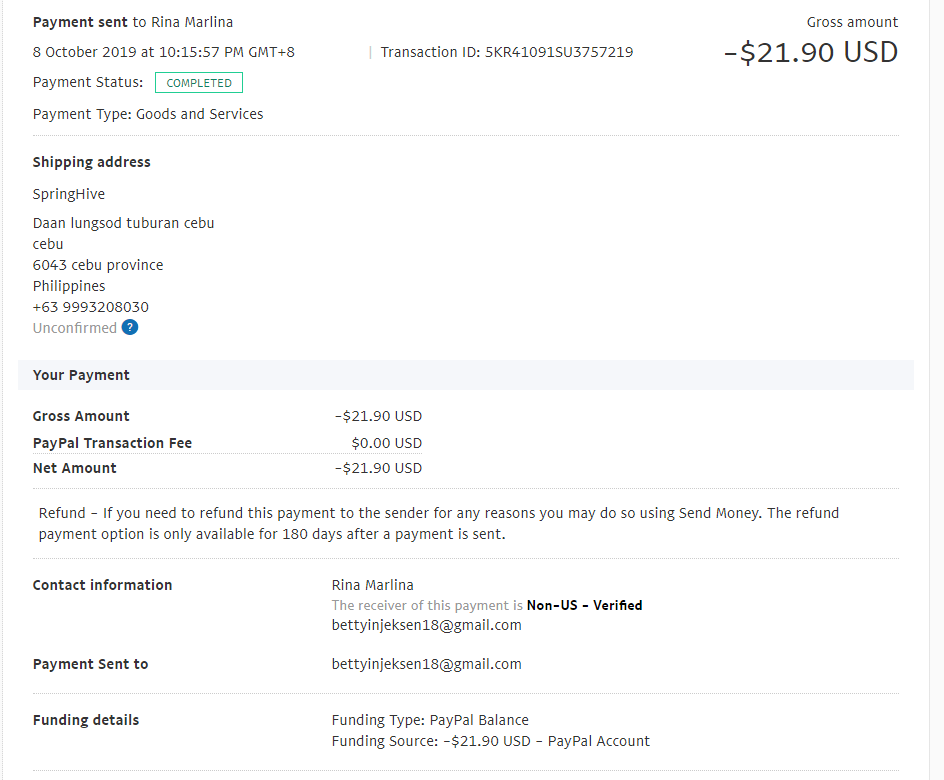 Payment sent to Rina Marlina
Gross amount
8 October 2019 at 10:15:57 PM GMT+8 | Transaction ID: 5KR41091SU3757219
-$21.90 USD
Payment Status: COMPLETED
Payment Type: Goods and Services
Shipping address
SpringHive
Daan lungsod tuburan cebu
cebu
6043 cebu province
Philippines
+63 9993208030
Unconfirmed ?
Your Payment
Gross Amount -$21.90 USD
PayPal Transaction Fee $0.00 USD
Net Amount -$21.90 USD
Refund - If you need to refund this payment to the sender for any reasons you may do so using Send Money. The refund
payment option is only available for 180 days after a payment is sent.
Contact information Rina Marlina
The receiver of this payment is Non-US - Verified
bettyinjeksen18@gmail.com
Payment Sent to bettyinjeksen18@gmail.com
Funding details Funding Type: PayPal Balance
Funding Source: -$21.90 USD - PayPal Account